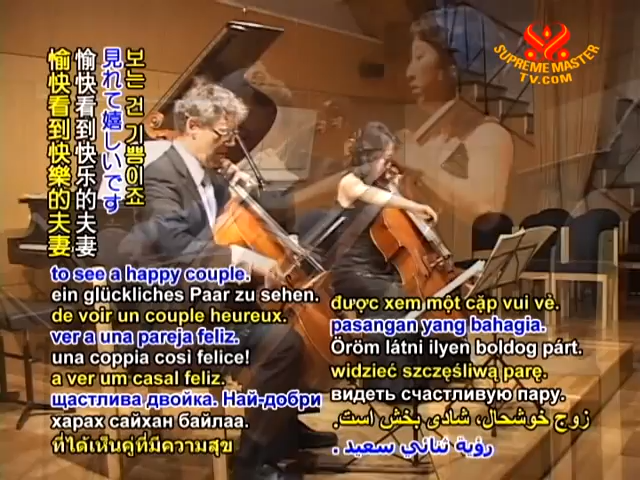 SUPREME MASTER
TV.COM
보는 건 기쁨이죠
見れて嬉しいです
愉快看到快乐的夫妻
愉快看到快樂的夫妻
to see a happy couple.
ein glückliches Paar zu sehen.
de voir un couple heureux.
ver a una pareja feliz.
una coppia così felice!
a ver um casal feliz.
щастлива двойка. Най-добри
харах сайхан байлаа.
ที่ได้เห็นคู่ที่มีความสุข
được xem một cặp vui vẻ.
pasangan yang bahagia.
Öröm látni ilyen boldog párt.
widzieć szczęśliwą parę.
видеть счастливую пару.
زوج خوشحال، شادی بخش است.
رؤية ثنائي سعيد .